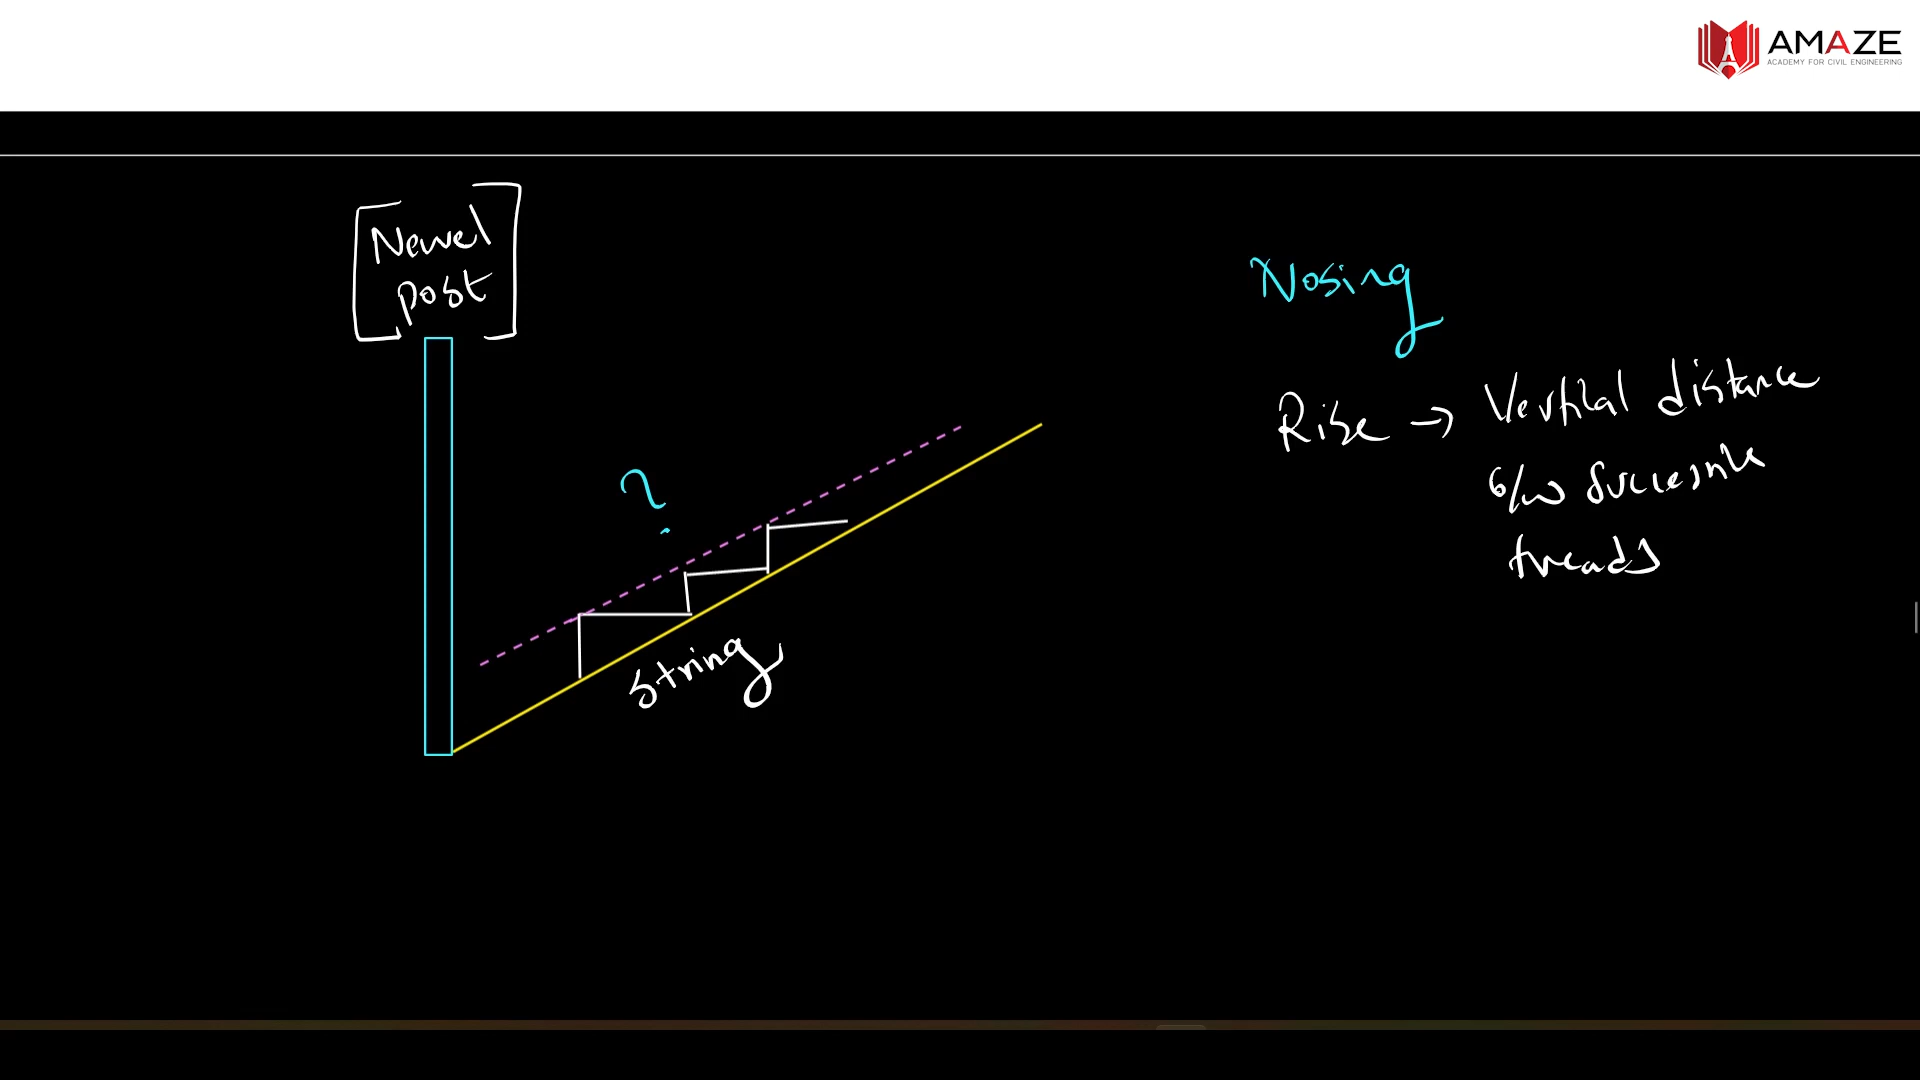 AMAZE
ACADEMY FOR CIVIL ENGINEERING
Newel
post
?
String
Nosing
Rise → Vertical distance
b/w successive
treads